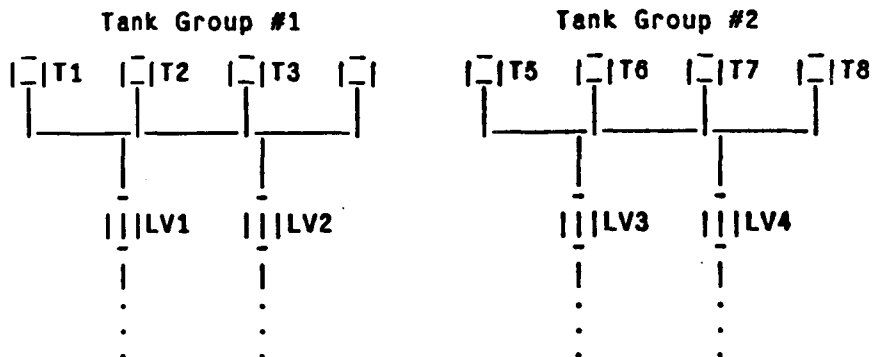 Tank Group #1 Tank Group #2
T1 T2 T3 T5 T6 T7 T8
LV1 LV2 LV3 LV4